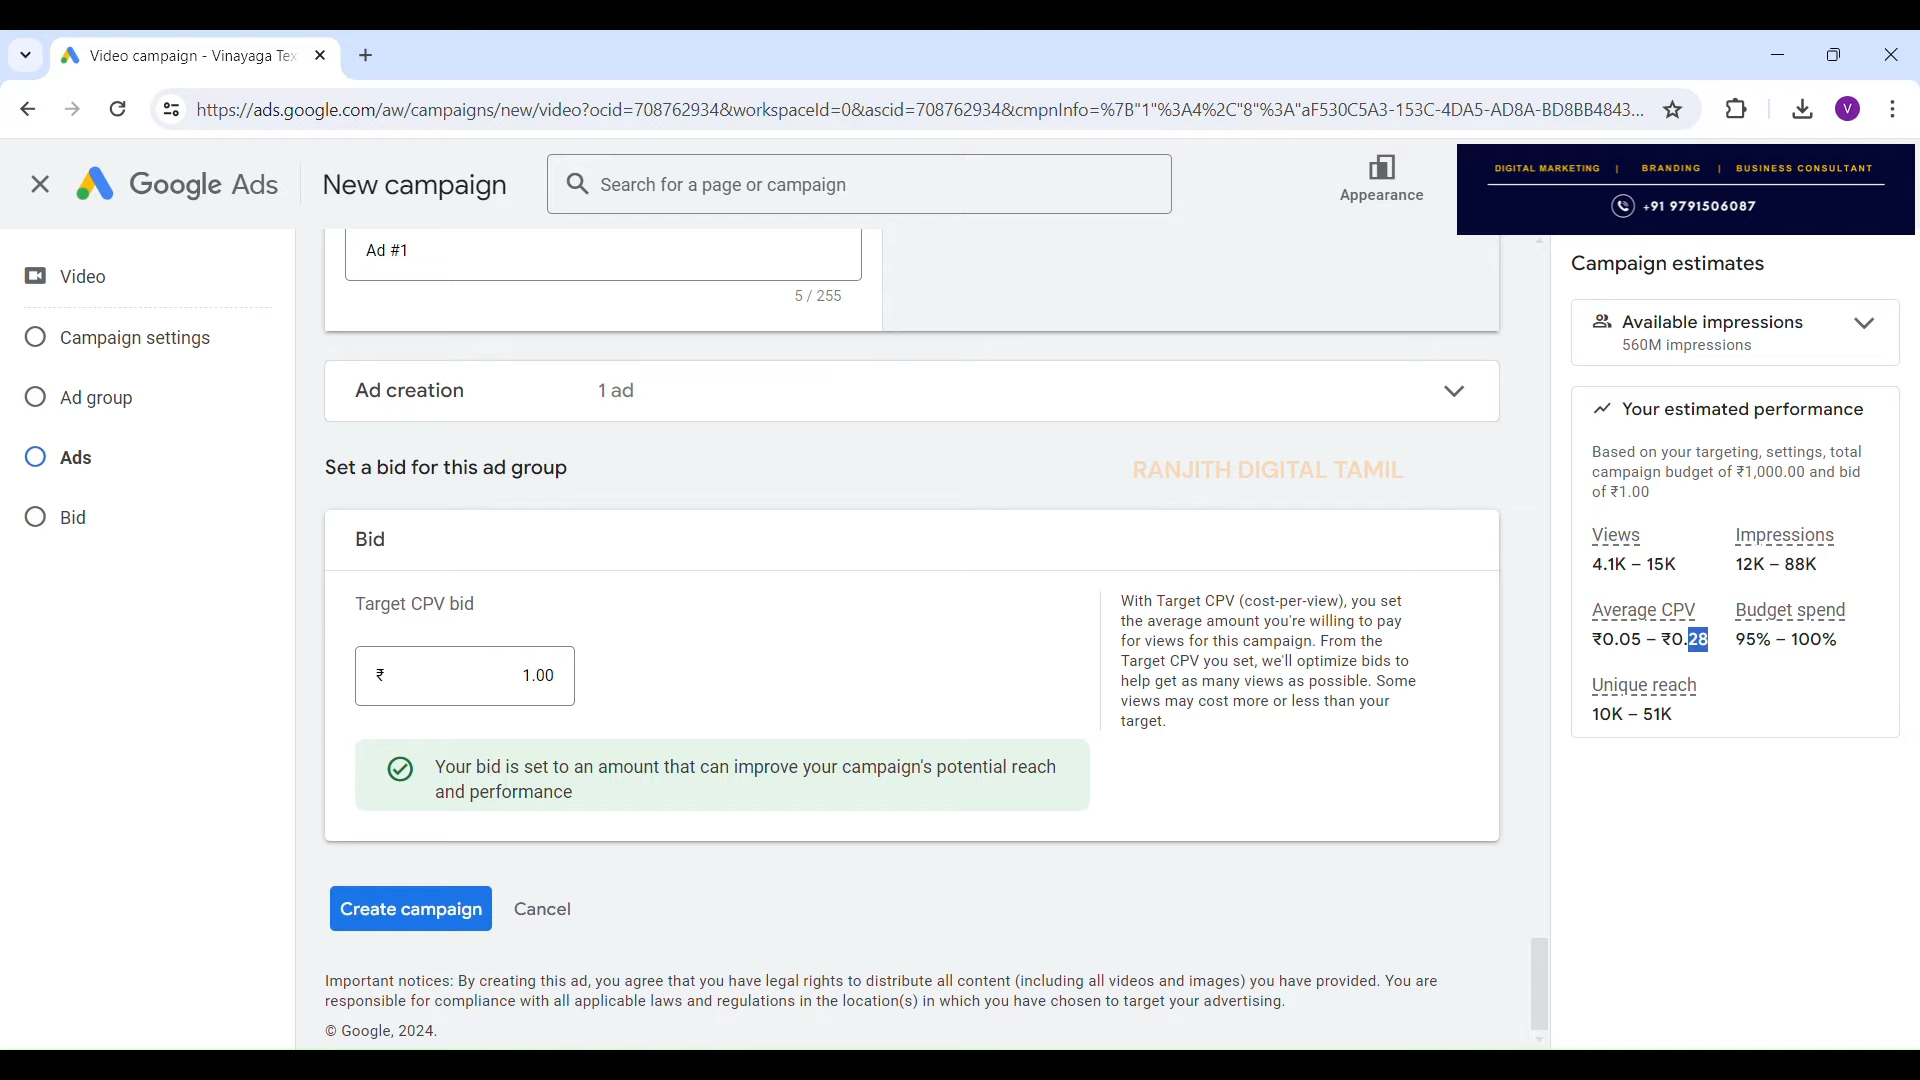 Video campaign - Vinayaga Tex
https://ads.google.com/aw/campaigns/new/video?ocid=708762934&workspaceId=0&ascid=708762934&cmpnInfo=%7B"1"%3A4%2C"8"%3A"aF530C5A3-153C-4DA5-AD8A-BD8BB4843...
V
Google Ads
New campaign
Search for a page or campaign
Appearance
DIGITAL MARKETING | BRANDING | BUSINESS CONSULTANT
+91 9791506087
Video
Campaign settings
Ad group
Ads
Bid
Ad #1
5 / 255
Ad creation 1 ad
Set a bid for this ad group
RANJITH DIGITAL TAMIL
Bid
Target CPV bid
₹ 1.00
With Target CPV (cost-per-view), you set
the average amount you're willing to pay
for views for this campaign. From the
Target CPV you set, we'll optimize bids to
help get as many views as possible. Some
views may cost more or less than your
target.
Your bid is set to an amount that can improve your campaign's potential reach
and performance
Create campaign Cancel
Important notices: By creating this ad, you agree that you have legal rights to distribute all content (including all videos and images) you have provided. You are
responsible for compliance with all applicable laws and regulations in the location(s) in which you have chosen to target your advertising.
© Google, 2024.
Campaign estimates
Available impressions
560M impressions
Your estimated performance
Based on your targeting, settings, total
campaign budget of ₹1,000.00 and bid
of ₹1.00
Views Impressions
4.1K – 15K 12K – 88K
Average CPV Budget spend
₹0.05 – ₹0.28 95% – 100%
Unique reach
10K – 51K